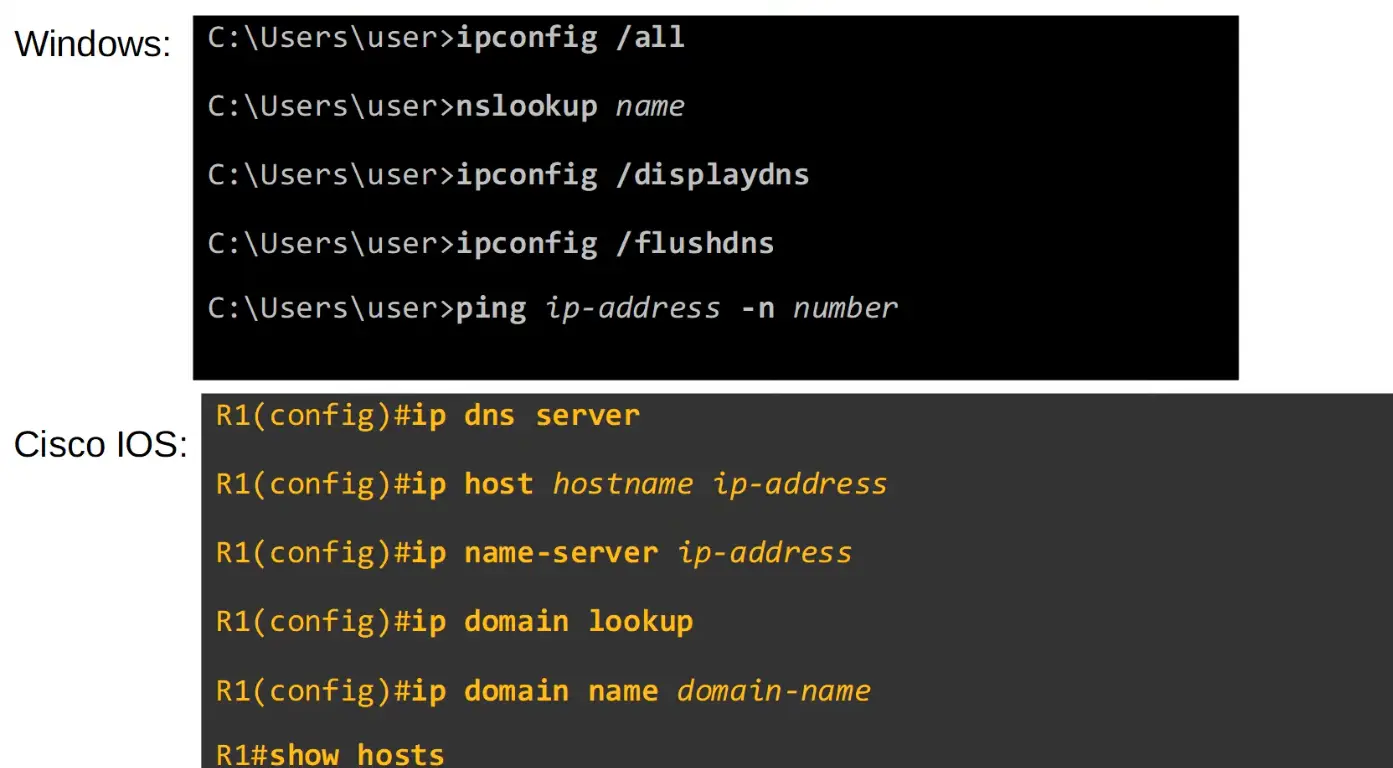 Windows:
C:\Users\user>ipconfig /all
C:\Users\user>nslookup name
C:\Users\user>ipconfig /displaydns
C:\Users\user>ipconfig /flushdns
C:\Users\user>ping ip-address -n number
Cisco IOS:
R1(config)#ip dns server
R1(config)#ip host hostname ip-address
R1(config)#ip name-server ip-address
R1(config)#ip domain lookup
R1(config)#ip domain name domain-name
R1#show hosts